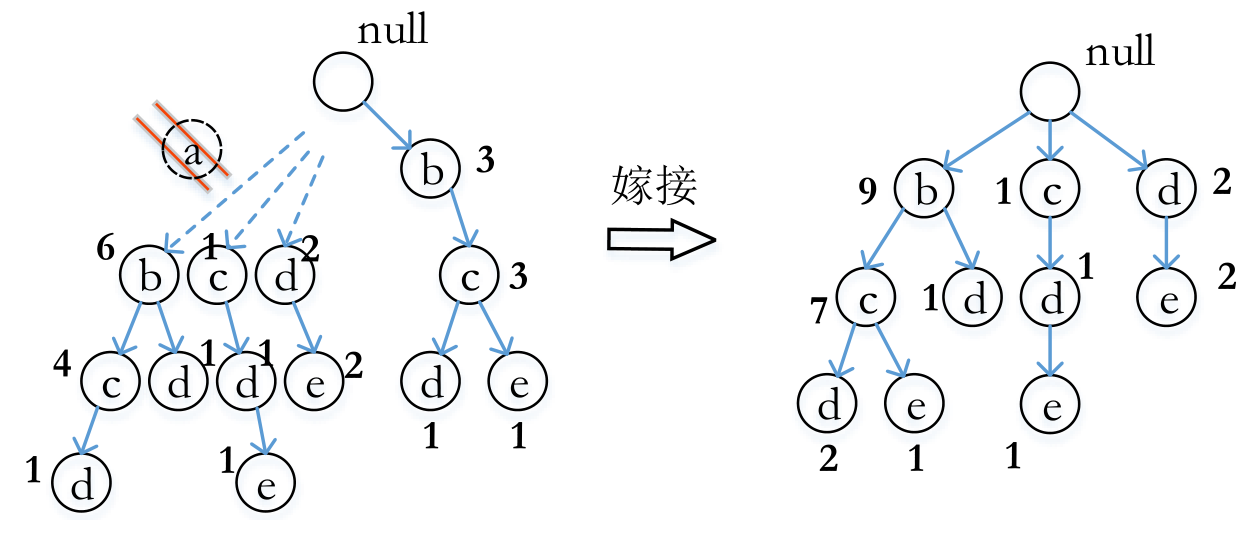 null
null
a
b 3
嫁接
9 b 1 c d 2
6 b 1 c d 2 c 3
7 c 1 d d 1 e 2
4 c d 1 d 1 e 2 d e
d e e
1 1
2 1 1
1 d 1 e